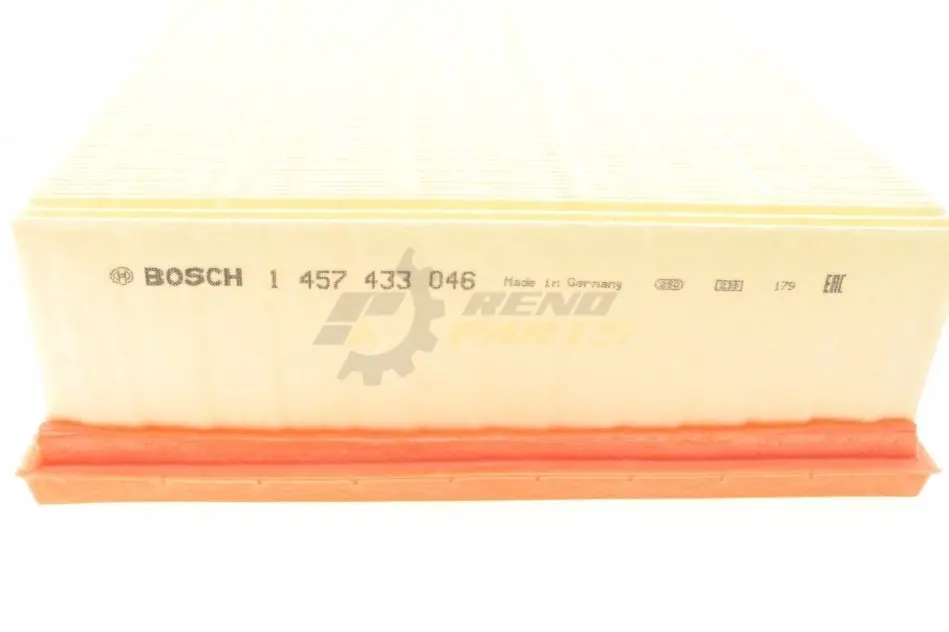 BOSCH 1 457 433 046 Made in Germany 179 EAC
RENO
PARTS